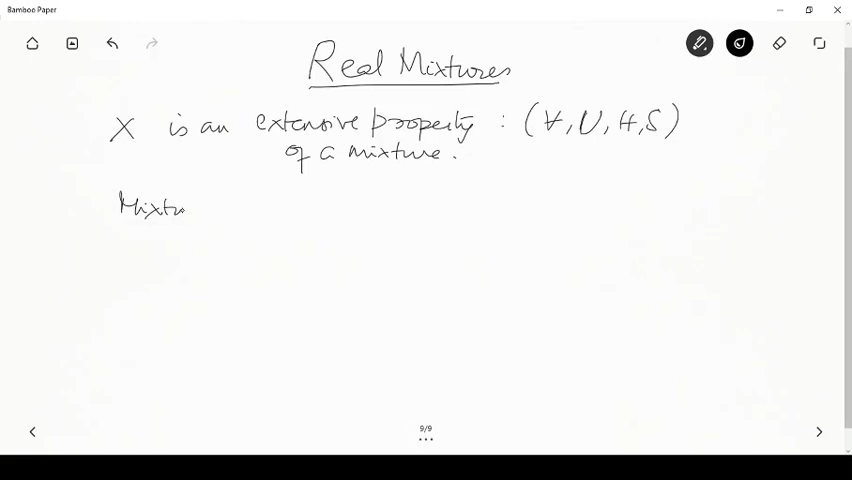 Bamboo Paper
Real Mixtures
X is an extensive property : (V, U, H, S)
of a mixture.
Mixtu
9/9